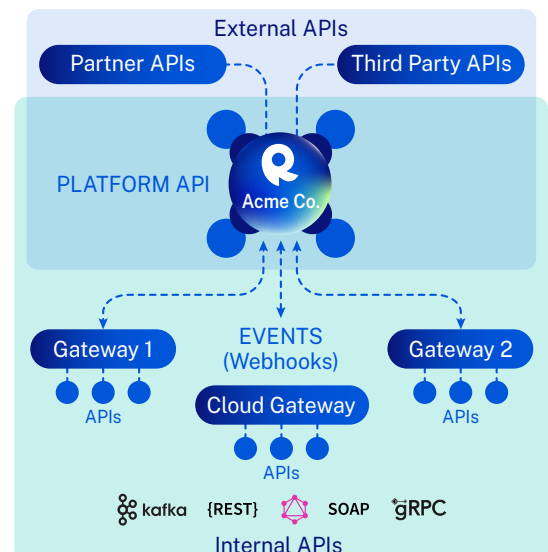 External APIs
Partner APIs
Third Party APIs
PLATFORM API
Acme Co.
Gateway 1
EVENTS
(Webhooks)
Gateway 2
APIs
Cloud Gateway
APIs
APIs
kafka
{REST}
SOAP
gRPC
Internal APIs